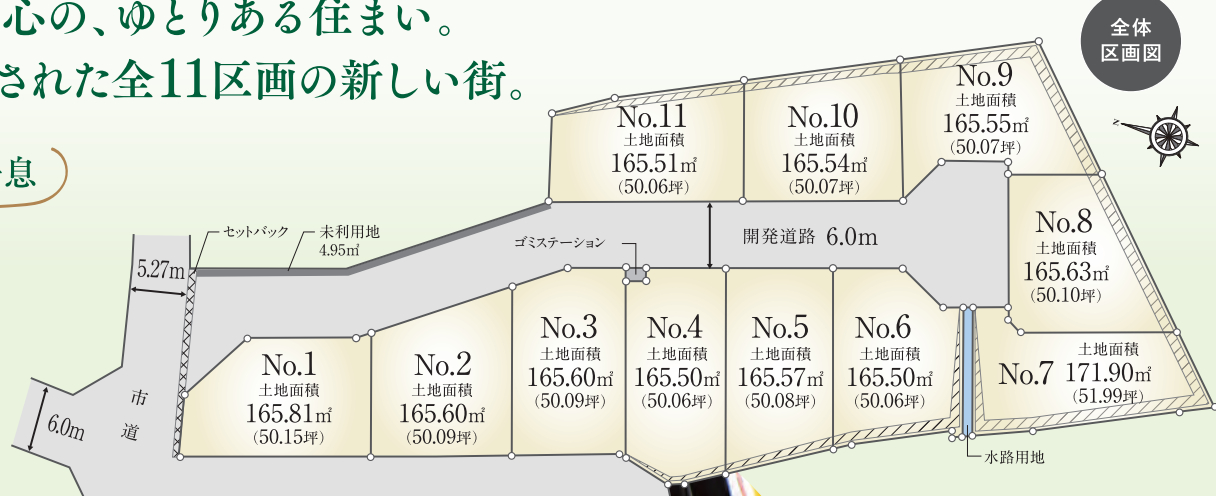 心の、ゆとりある住まい。
された全11区画の新しい街。
息
全体
区画図
N
No.11
土地面積
165.51㎡
(50.06坪)
No.10
土地面積
165.54㎡
(50.07坪)
No.9
土地面積
165.55㎡
(50.07坪)
No.8
土地面積
165.63㎡
(50.10坪)
セットバック
未利用地
4.95㎡
ゴミステーション
開発道路 6.0m
5.27m
No.1
土地面積
165.81㎡
(50.15坪)
No.2
土地面積
165.60㎡
(50.09坪)
No.3
土地面積
165.60㎡
(50.09坪)
No.4
土地面積
165.50㎡
(50.06坪)
No.5
土地面積
165.57㎡
(50.08坪)
No.6
土地面積
165.50㎡
(50.06坪)
No.7
土地面積
171.90㎡
(51.99坪)
市道
6.0m
水路用地